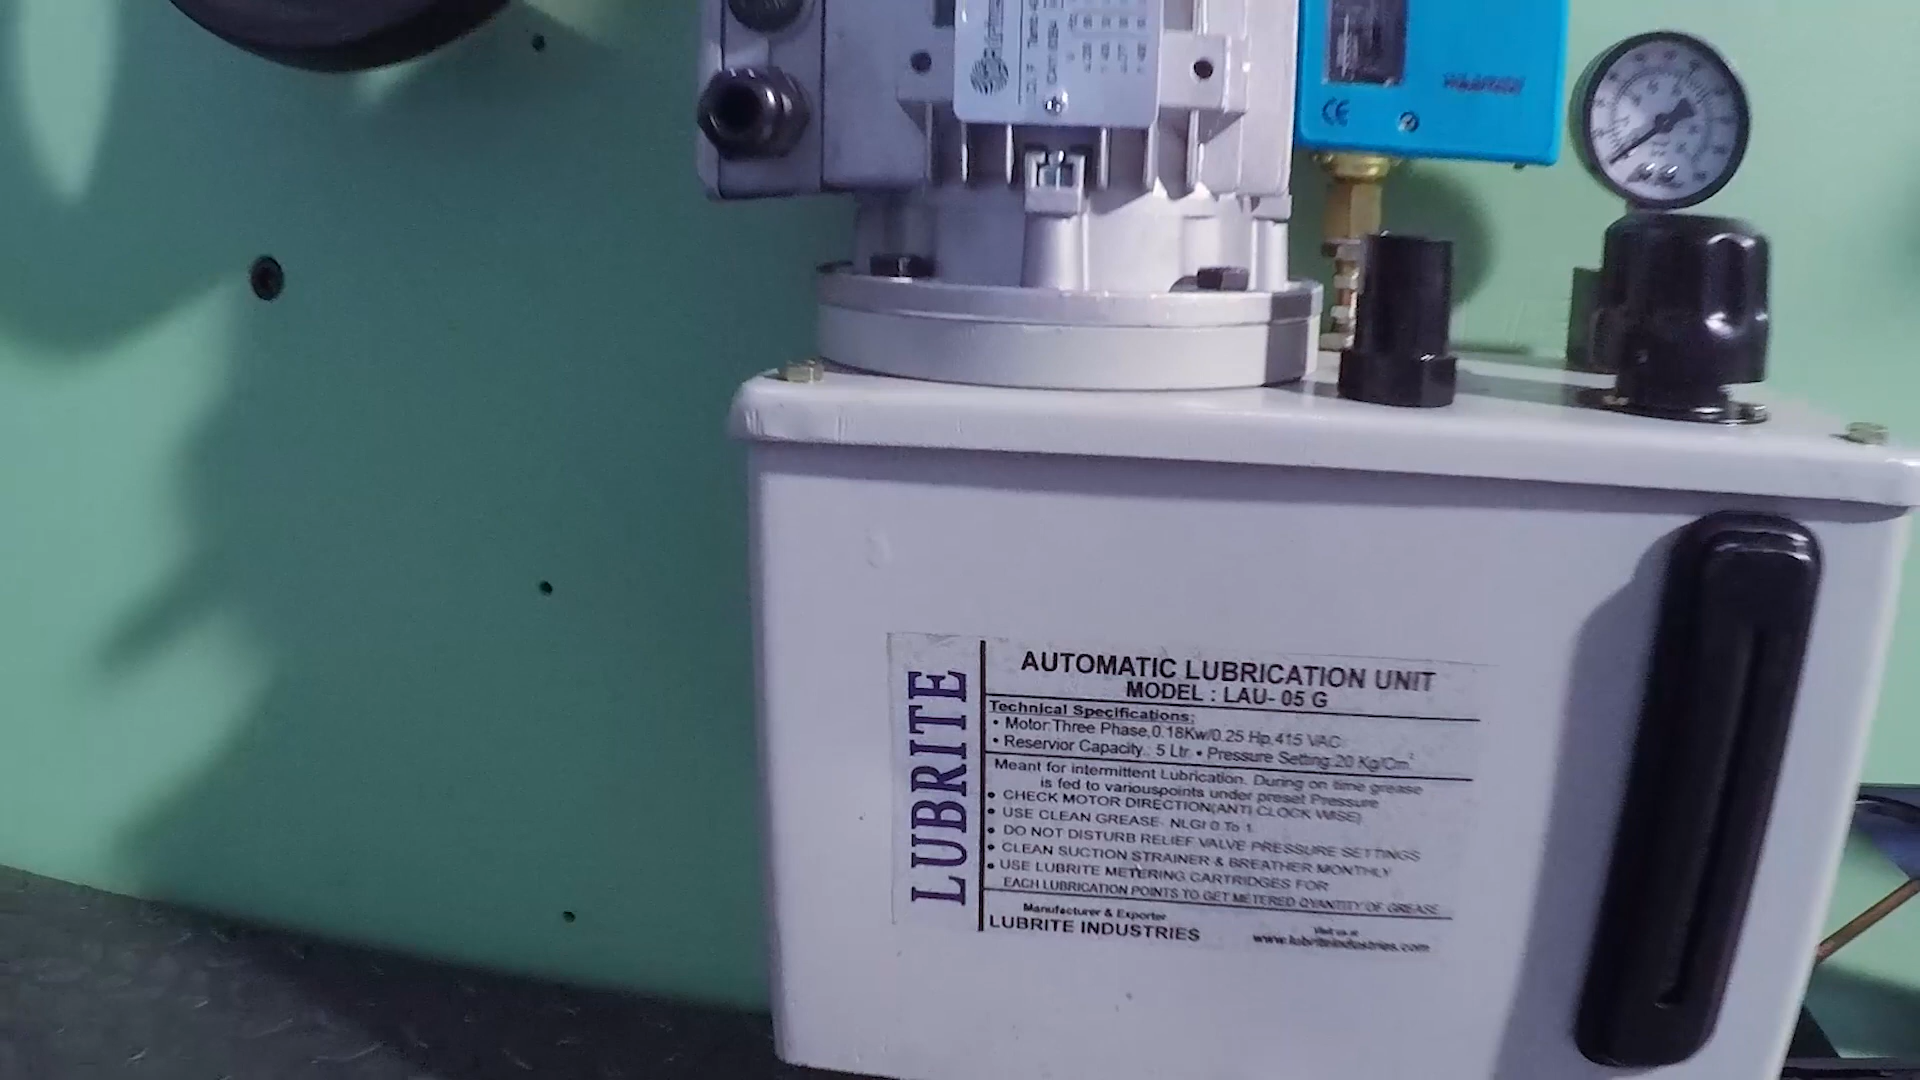 CE
LUBRITE
AUTOMATIC LUBRICATION UNIT
MODEL : LAU- 05 G
Technical Specifications:
• Motor:Three Phase,0.18Kw/0.25 Hp,415 VAC
• Reservior Capacity.: 5 Ltr. • Pressure Setting:20 Kg/Cm²
Meant for intermittent Lubrication. During on time grease
is fed to variouspoints under preset Pressure
• CHECK MOTOR DIRECTION(ANTI CLOCK WISE)
• USE CLEAN GREASE- NLGI 0 To 1
• DO NOT DISTURB RELIEF VALVE PRESSURE SETTINGS
• CLEAN SUCTION STRAINER & BREATHER MONTHLY
• USE LUBRITE METERING CARTRIDGES FOR
EACH LUBRICATION POINTS TO GET METERED QYANTITY OF GREASE
Manufacturer & Exporter
LUBRITE INDUSTRIES
Visit us at
www.lubriteindustries.com